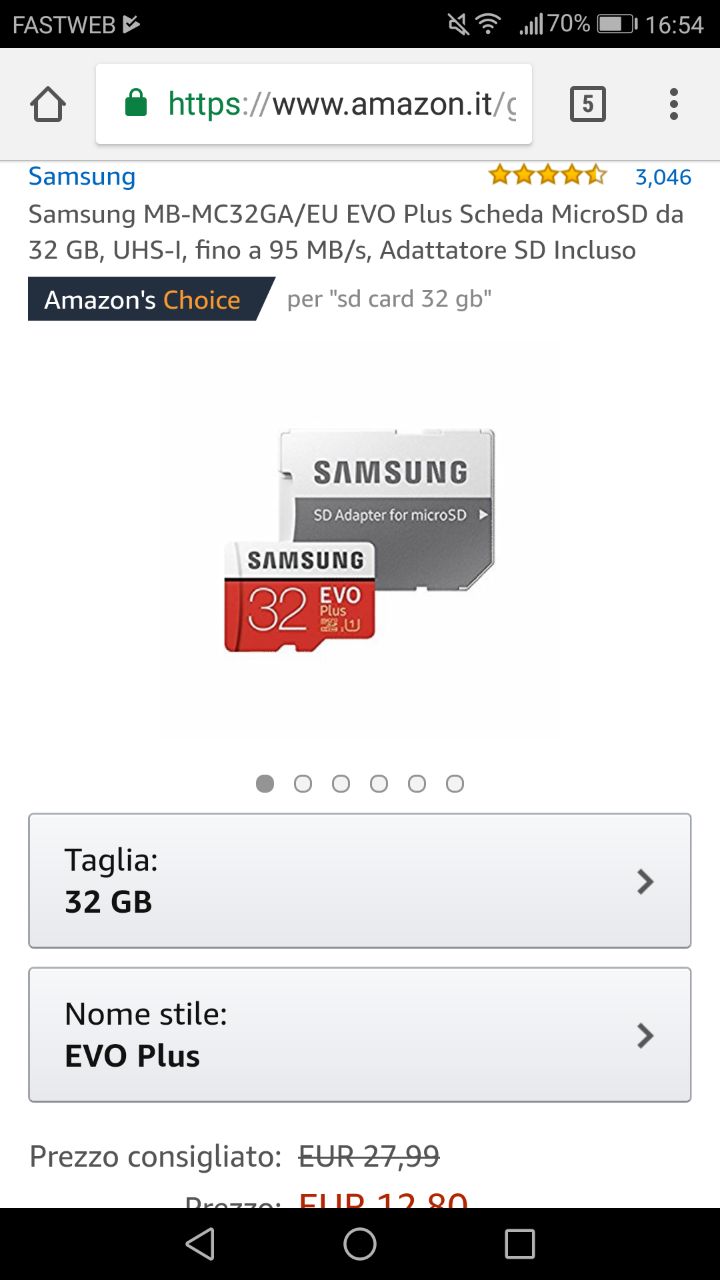 FASTWEB 70% 16:54
https://www.amazon.it/g
5
Samsung 3,046
Samsung MB-MC32GA/EU EVO Plus Scheda MicroSD da
32 GB, UHS-I, fino a 95 MB/s, Adattatore SD Incluso
Amazon's Choice per "sd card 32 gb"
SAMSUNG
SD Adapter for microSD
SAMSUNG
32 EVO
Plus
Taglia:
32 GB
Nome stile:
EVO Plus
Prezzo consigliato: EUR 27,99
Prezzo: EUR 12,80